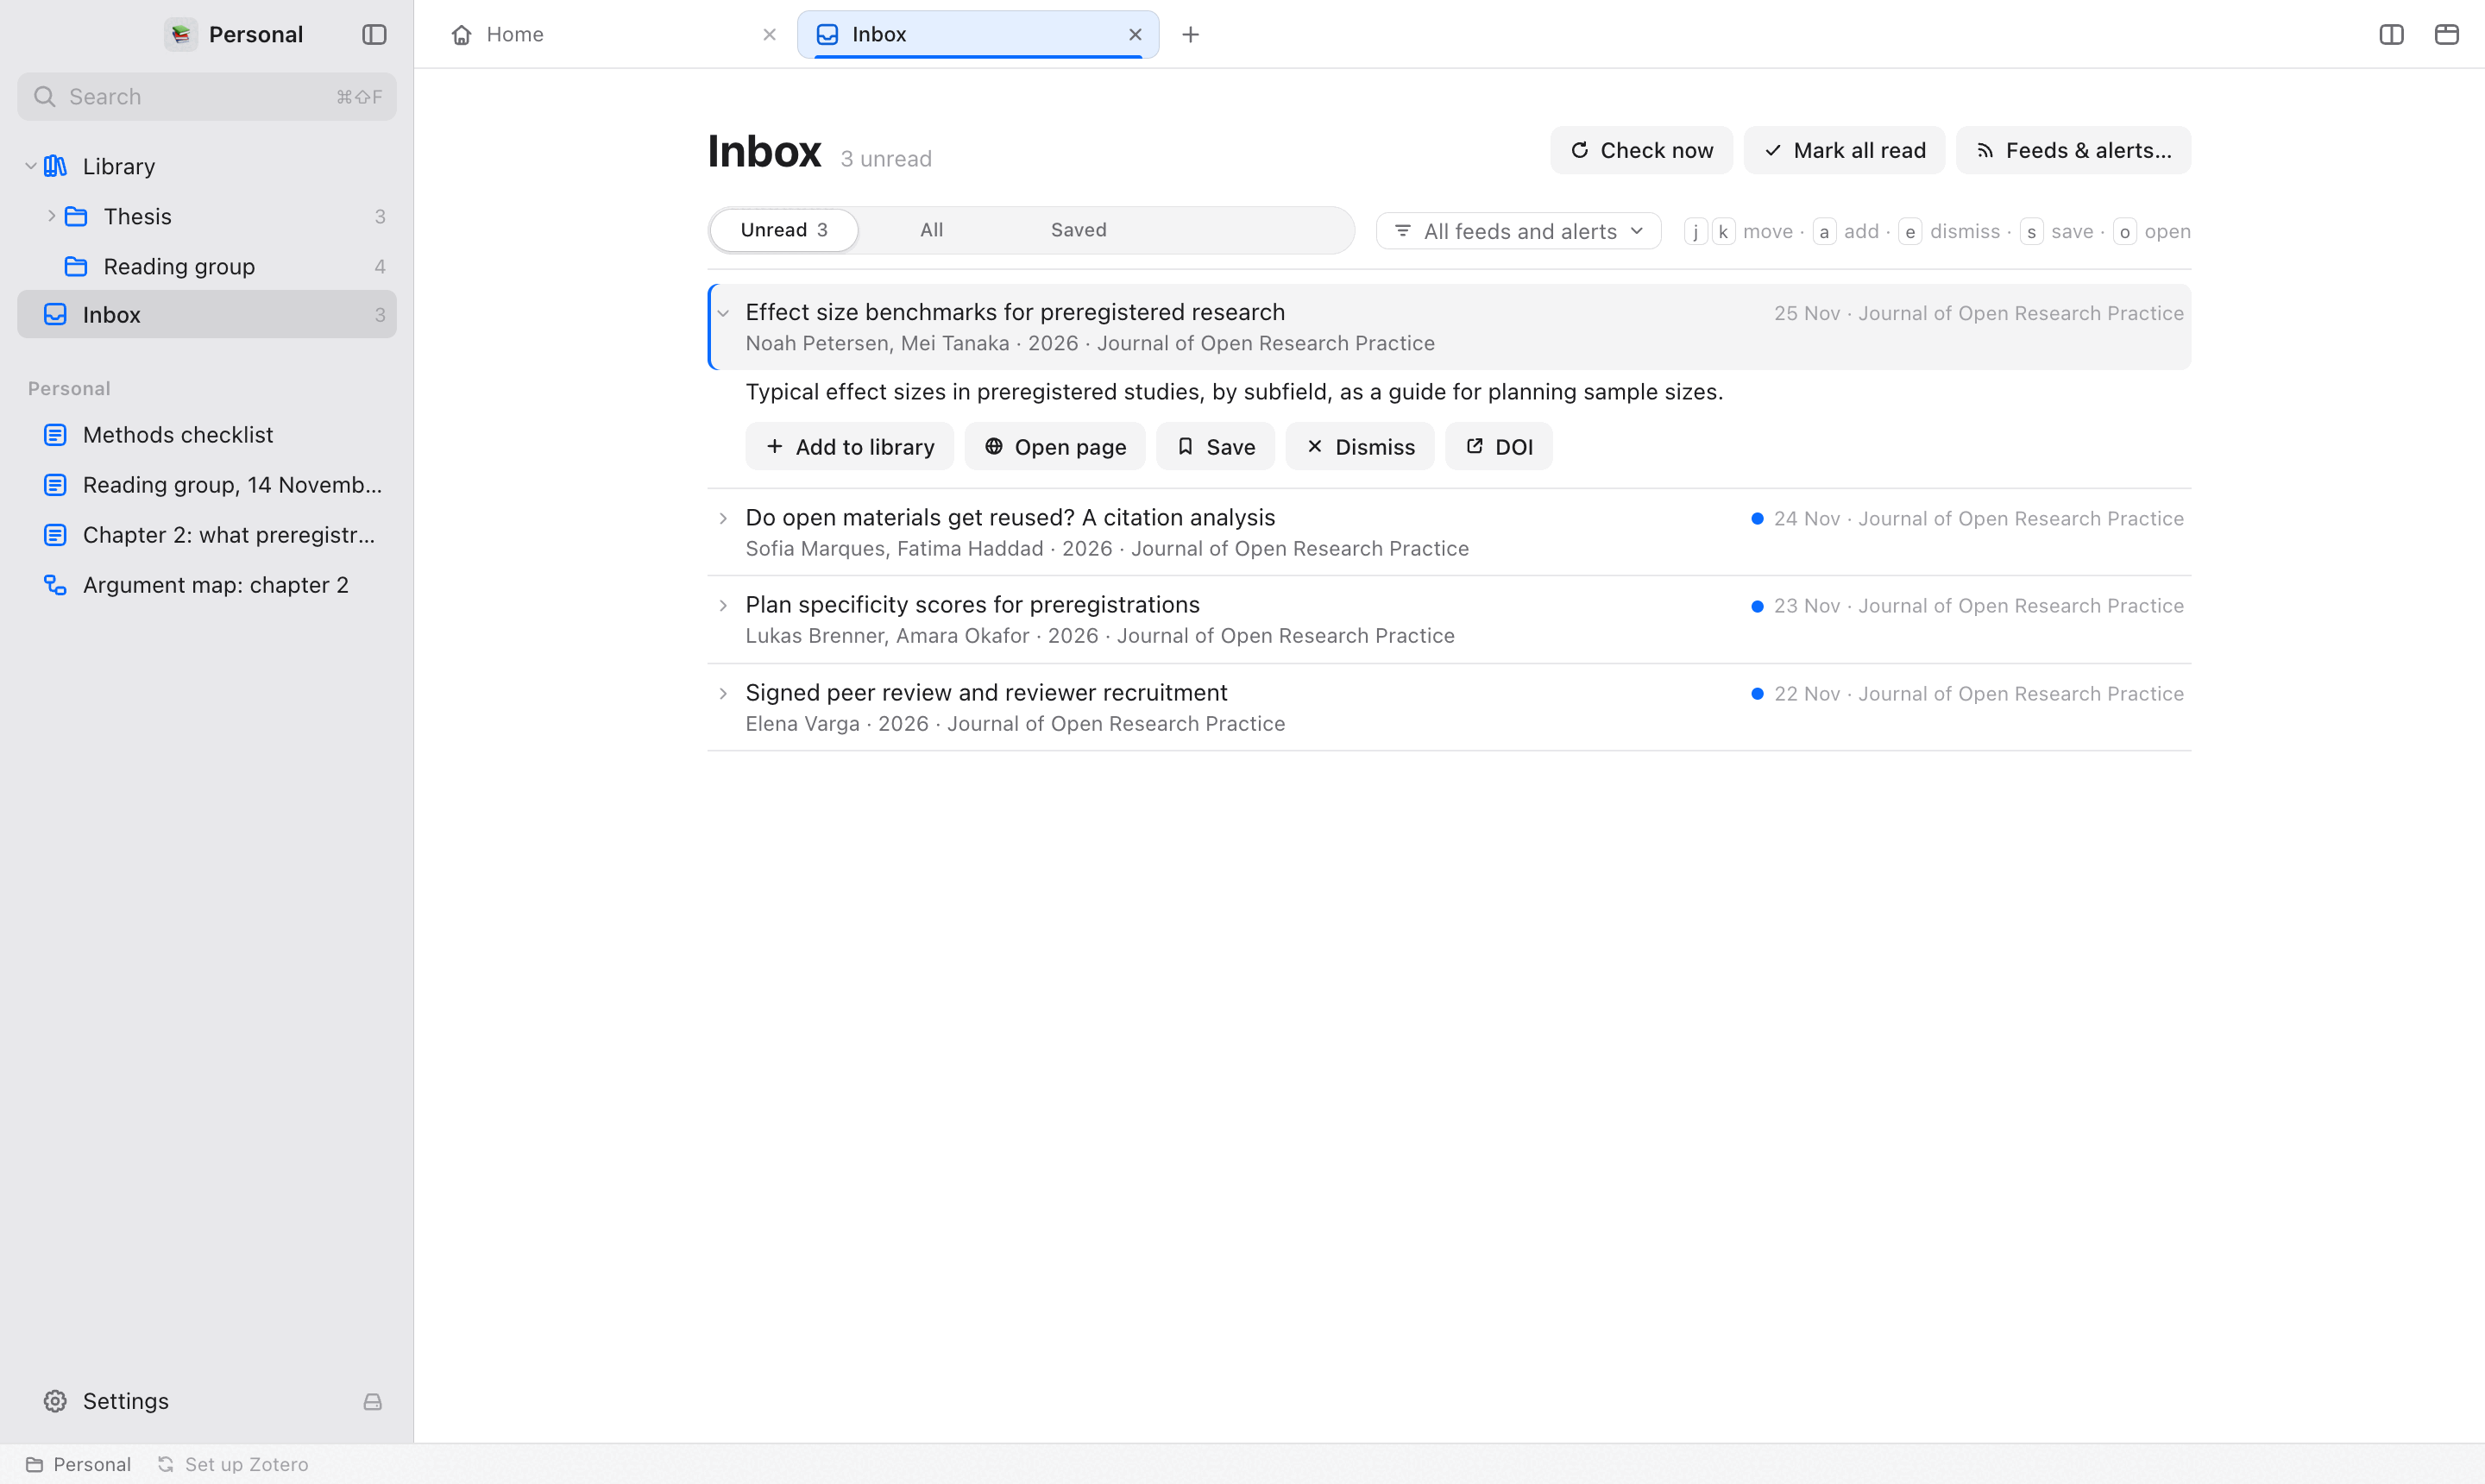 Personal
Search ⌘⇧F
Library
Thesis 3
Reading group 4
Inbox 3
Personal
Methods checklist
Reading group, 14 Novemb...
Chapter 2: what preregistr...
Argument map: chapter 2
Settings
Home
Inbox
Inbox 3 unread
Check now
Mark all read
Feeds & alerts...
Unread 3
All
Saved
All feeds and alerts
j k move · a add · e dismiss · s save · o open
Effect size benchmarks for preregistered research
25 Nov · Journal of Open Research Practice
Noah Petersen, Mei Tanaka · 2026 · Journal of Open Research Practice
Typical effect sizes in preregistered studies, by subfield, as a guide for planning sample sizes.
Add to library
Open page
Save
Dismiss
DOI
Do open materials get reused? A citation analysis
24 Nov · Journal of Open Research Practice
Sofia Marques, Fatima Haddad · 2026 · Journal of Open Research Practice
Plan specificity scores for preregistrations
23 Nov · Journal of Open Research Practice
Lukas Brenner, Amara Okafor · 2026 · Journal of Open Research Practice
Signed peer review and reviewer recruitment
22 Nov · Journal of Open Research Practice
Elena Varga · 2026 · Journal of Open Research Practice
Personal
Set up Zotero